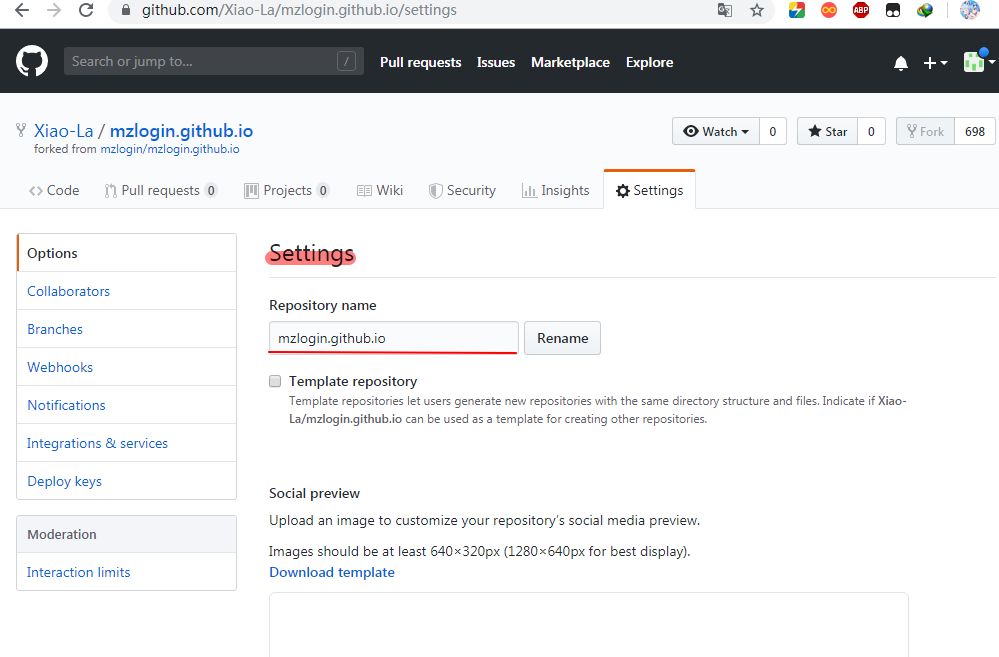 github.com/Xiao-La/mzlogin.github.io/settings
ABP
Search or jump to...
/
Pull requests Issues Marketplace Explore
Xiao-La / mzlogin.github.io
forked from mzlogin/mzlogin.github.io
Watch 0 Star 0 Fork 698
Code Pull requests 0 Projects 0 Wiki Security Insights Settings
Options
Collaborators
Branches
Webhooks
Notifications
Integrations & services
Deploy keys
Moderation
Interaction limits
Settings
Repository name
mzlogin.github.io Rename
Template repository
Template repositories let users generate new repositories with the same directory structure and files. Indicate if Xiao-
La/mzlogin.github.io can be used as a template for creating other repositories.
Social preview
Upload an image to customize your repository's social media preview.
Images should be at least 640×320px (1280×640px for best display).
Download template